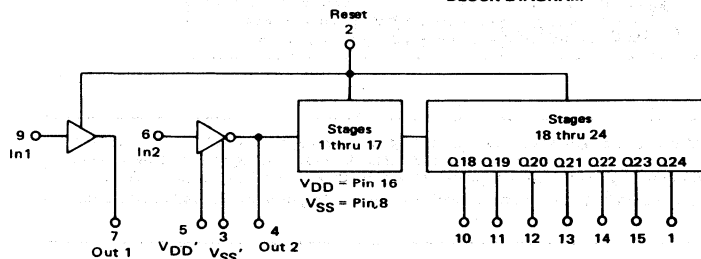 Reset
2
9
In1
6
In2
Stages
1 thru 17
Stages
18 thru 24
Q18 Q19 Q20 Q21 Q22 Q23 Q24
VDD = Pin 16
VSS = Pin 8
7
Out 1
5
VDD'
3
VSS'
4
Out 2
10 11 12 13 14 15 1